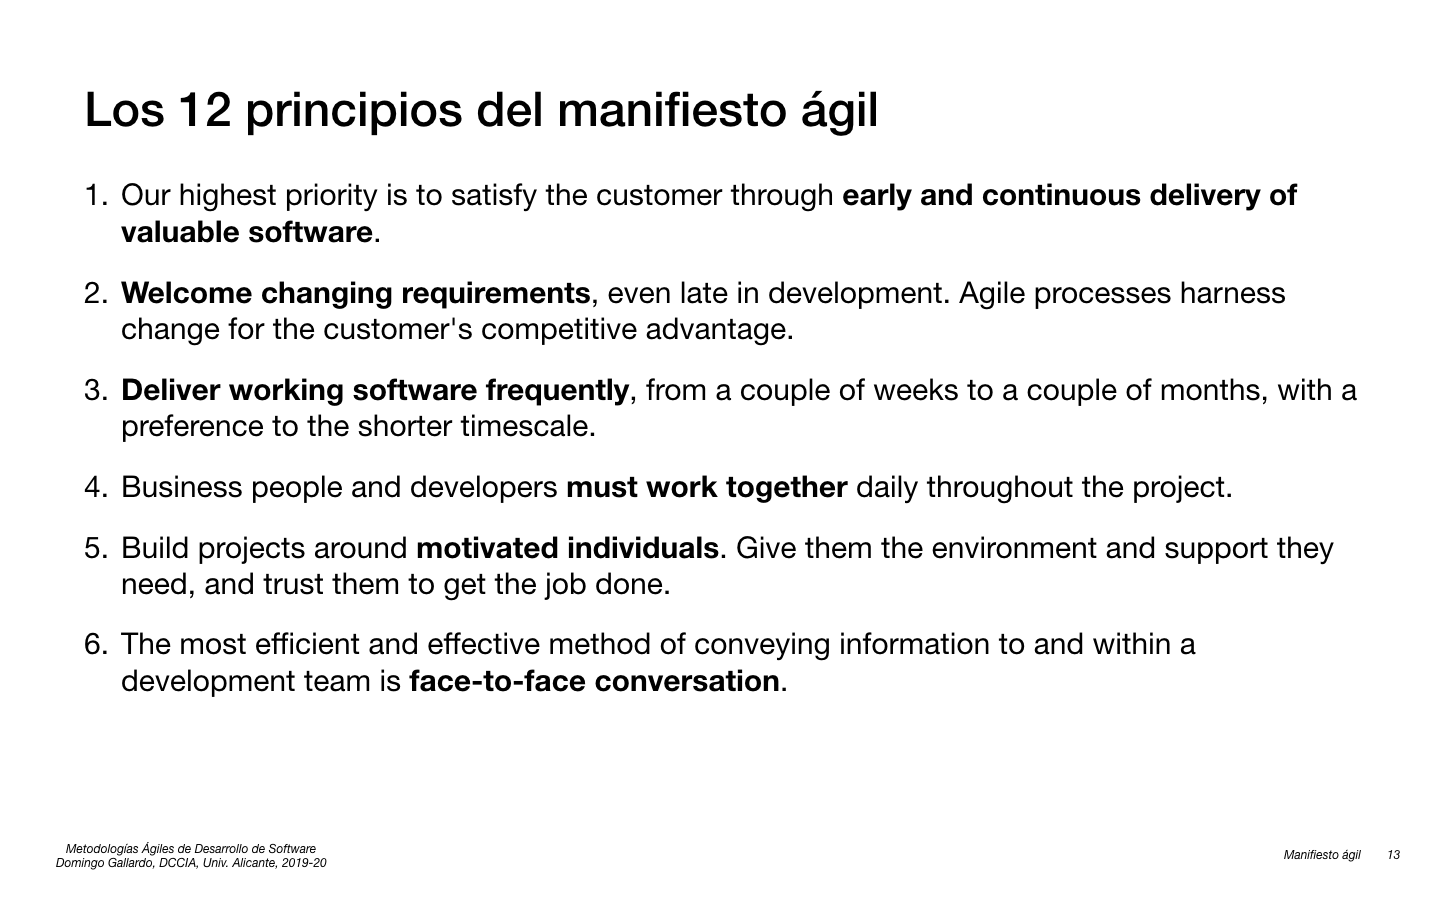 Los 12 principios del manifiesto ágil
1. Our highest priority is to satisfy the customer through early and continuous delivery of
valuable software.
2. Welcome changing requirements, even late in development. Agile processes harness
change for the customer's competitive advantage.
3. Deliver working software frequently, from a couple of weeks to a couple of months, with a
preference to the shorter timescale.
4. Business people and developers must work together daily throughout the project.
5. Build projects around motivated individuals. Give them the environment and support they
need, and trust them to get the job done.
6. The most efficient and effective method of conveying information to and within a
development team is face-to-face conversation.
Metodologías Ágiles de Desarrollo de Software
Domingo Gallardo, DCCIA, Univ. Alicante, 2019-20
Manifiesto ágil 13